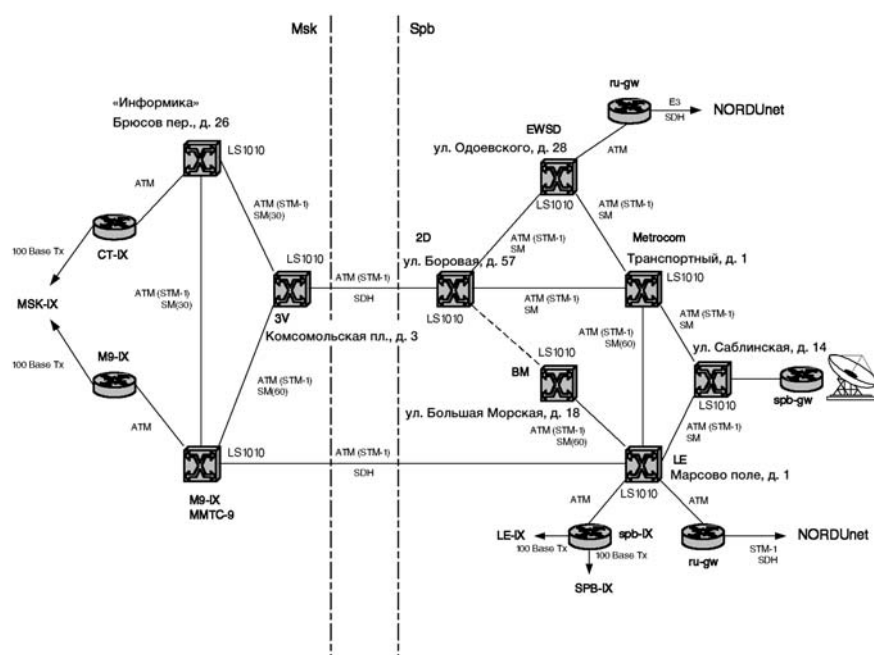 Msk
Spb
«Информика»
Брюсов пер., д. 26
LS1010
ATM
ATM (STM-1)
SM(30)
100 Base Tx
CT-IX
LS1010
MSK-IX
ATM (STM-1)
SM(30)
3V
Комсомольская пл., д. 3
M9-IX
100 Base Tx
ATM (STM-1)
SM(60)
ATM
LS1010
M9-IX
ММТС-9
ATM (STM-1)
SDH
ATM (STM-1)
SDH
ru-gw
E3
SDH
NORDUnet
EWSD
ATM
ул. Одоевского, д. 28
LS1010
ATM (STM-1)
SM
ATM (STM-1)
SM
2D
ул. Боровая, д. 57
LS1010
Metrocom
Транспортный, д. 1
LS1010
ATM (STM-1)
SM
ATM (STM-1)
SM(60)
ATM (STM-1)
SM
LS1010
BM
ул. Большая Морская, д. 18
ATM (STM-1)
SM(60)
ул. Саблинская, д. 14
LS1010
spb-gw
ATM (STM-1)
SM
LE
Марсово поле, д. 1
LS1010
ATM
ATM
LE-IX
100 Base Tx
spb-IX
100 Base Tx
SPB-IX
ru-gw
STM-1
SDH
NORDUnet